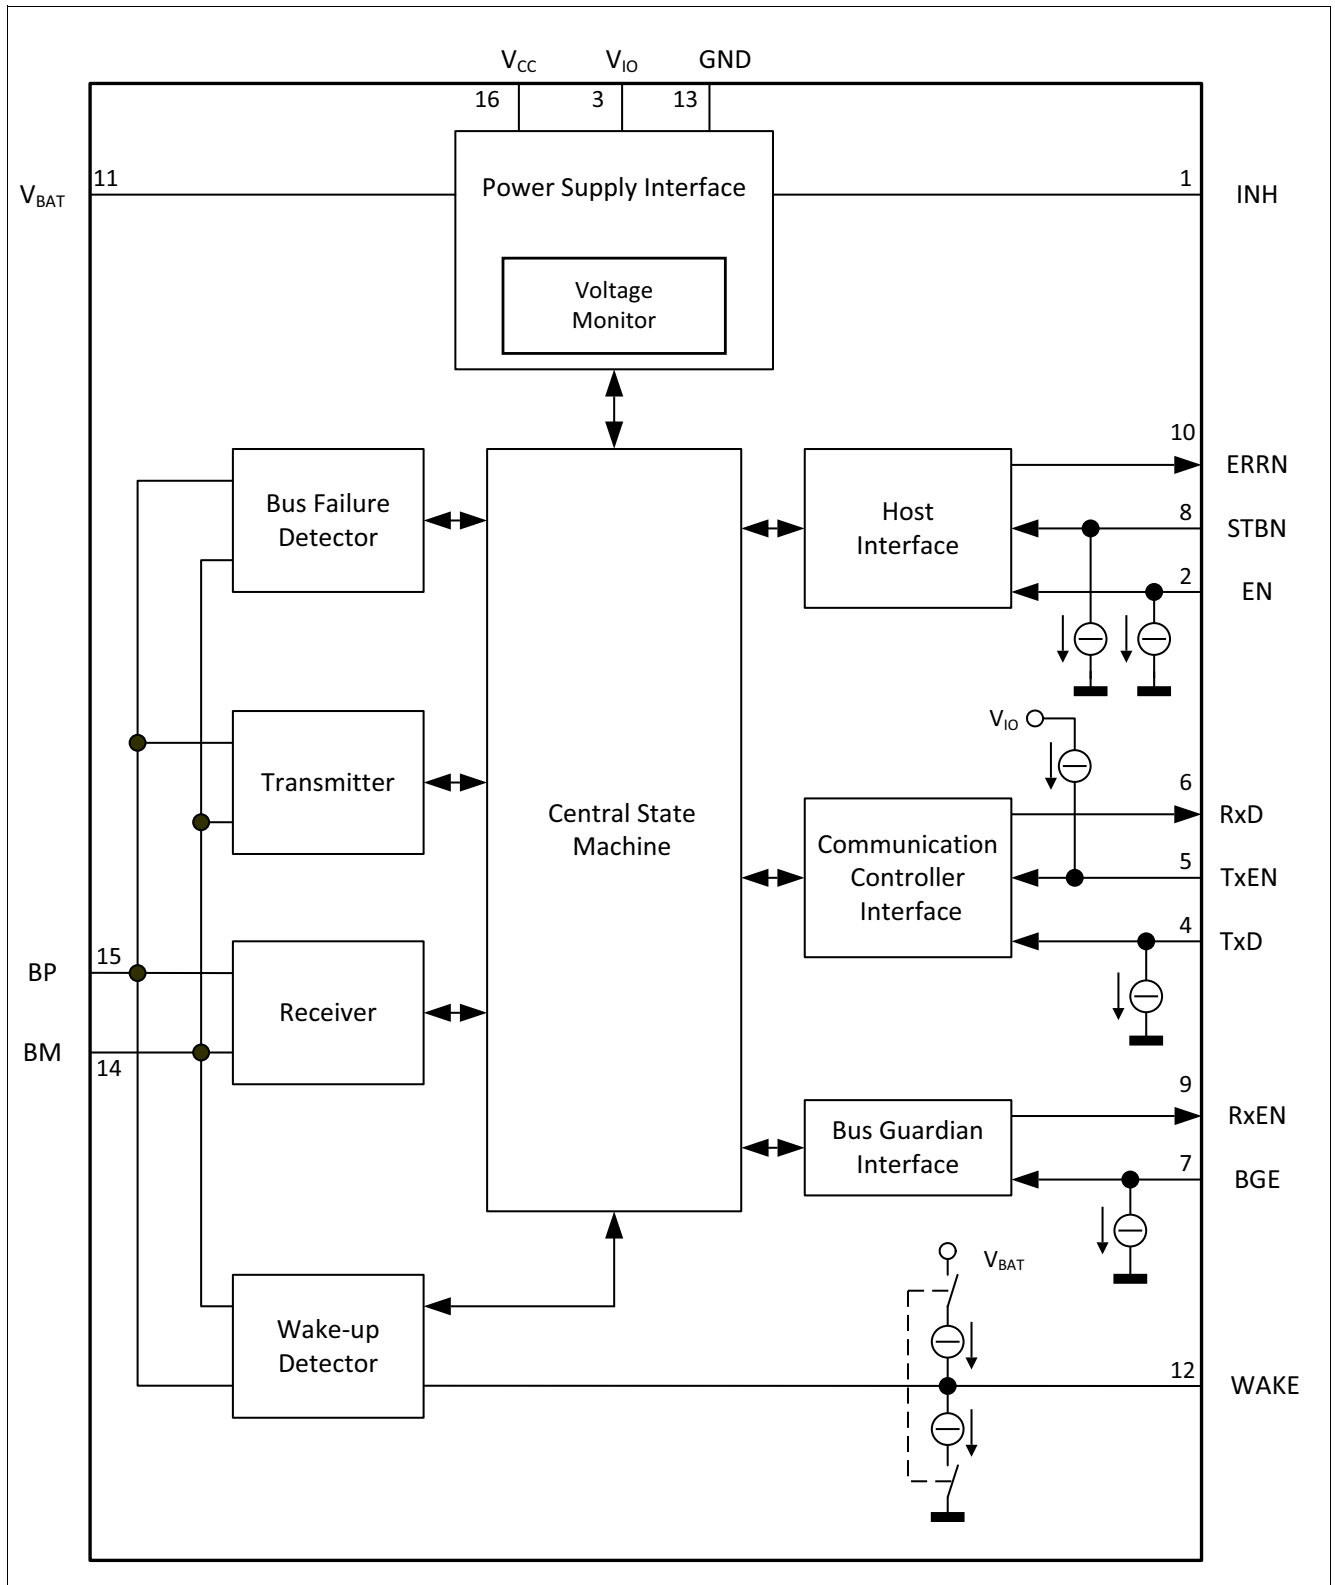 VCC VIO GND
16 3 13
VBAT 11 Power Supply Interface 1 INH
Voltage
Monitor
10
ERRN
Bus Failure
Detector
Host
Interface
8
STBN
2
EN
VIO
Transmitter
Central State
Machine
6
RxD
Communication
Controller
Interface
5
TxEN
4
TxD
BP 15
Receiver
BM 14
9
RxEN
Bus Guardian
Interface
7
BGE
VBAT
Wake-up
Detector
12
WAKE